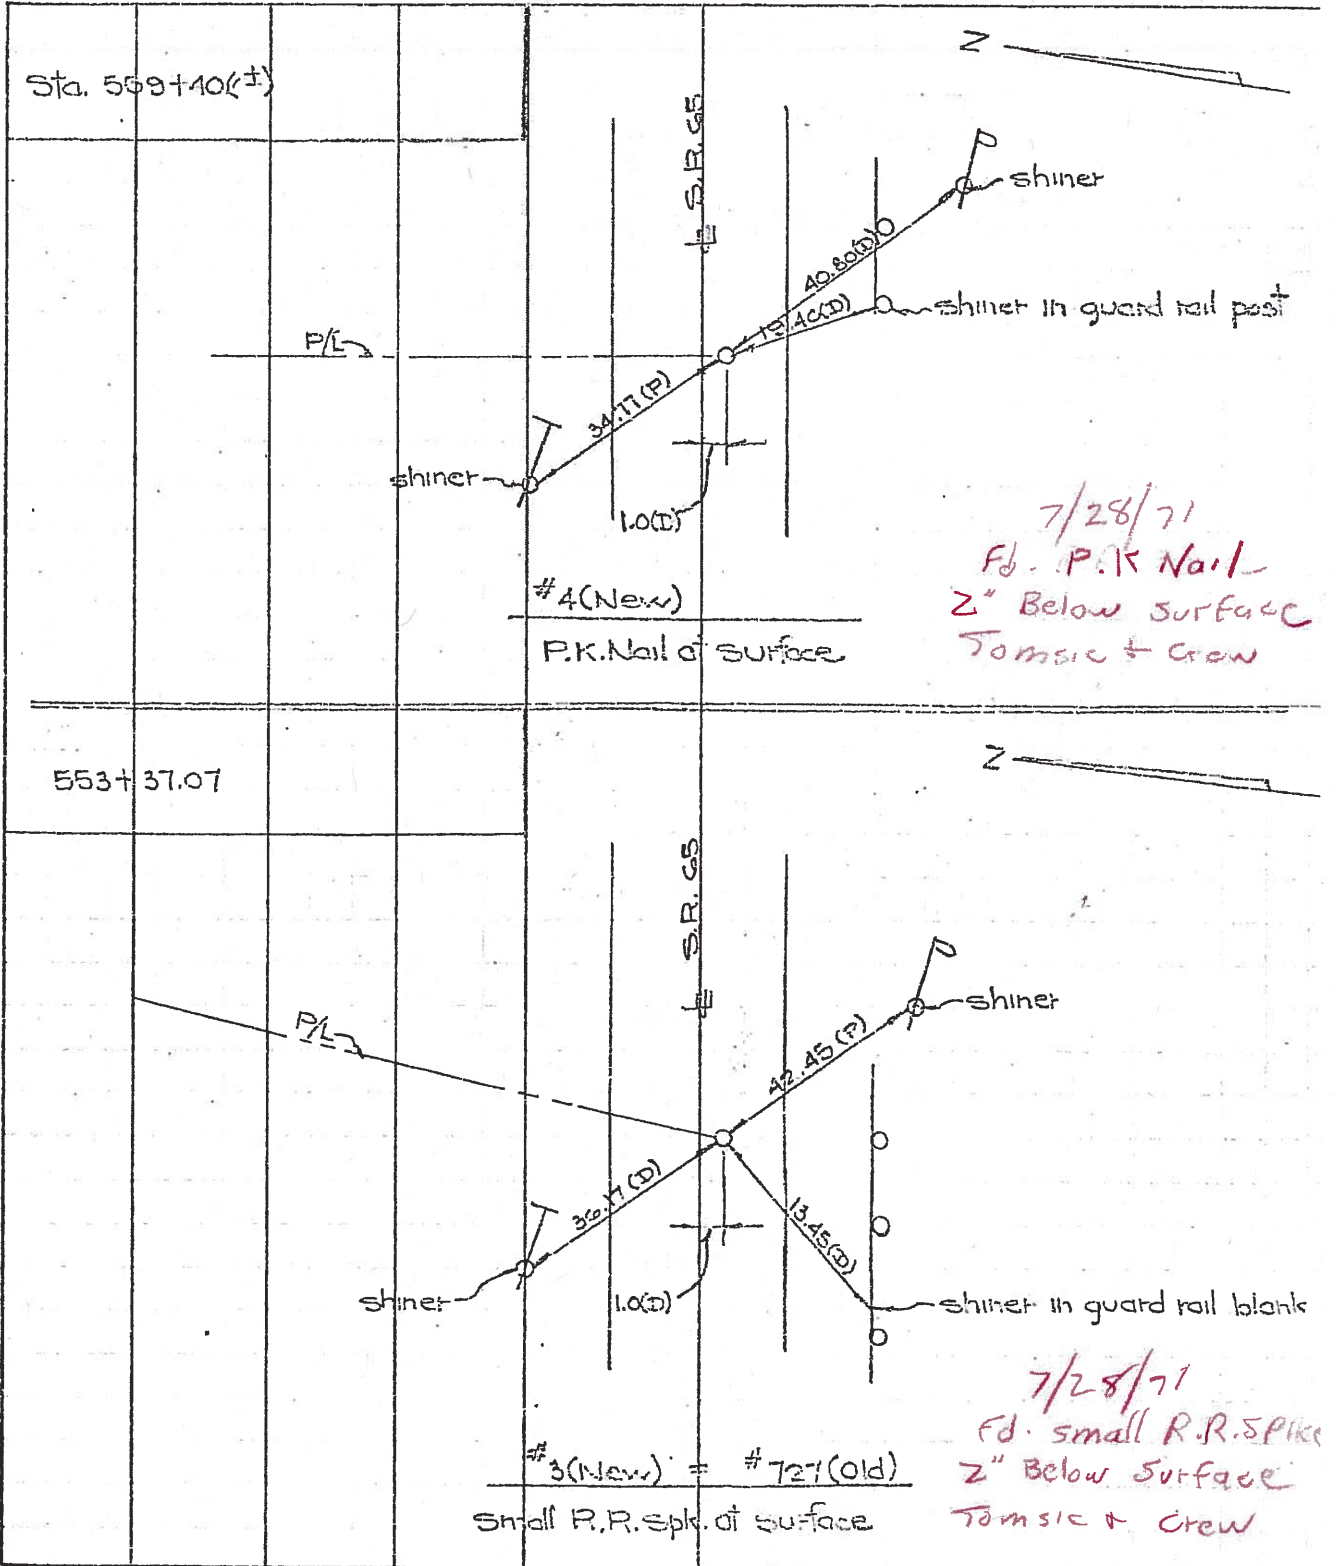 Sta. 559+40(±)
Z
S.R. 65
℄
shiner
40.80(D)
19.40(D)
shiner in guard rail post
P/L
34.77(P)
shiner
1.0(D)
7/28/71
Fd. P.K Nail
2" Below Surface
Tomsic + Crew
#4(New)
P.K. Nail at surface
553+37.07
Z
S.R. 65
℄
shiner
P/L
42.45(P)
36.17(D)
13.45(D)
shiner
1.0(D)
shiner in guard rail blank
7/28/71
Fd. small R.R. Spike
2" Below Surface
Tomsic + Crew
#3(New) = #727(Old)
Small R.R. Spk. at surface